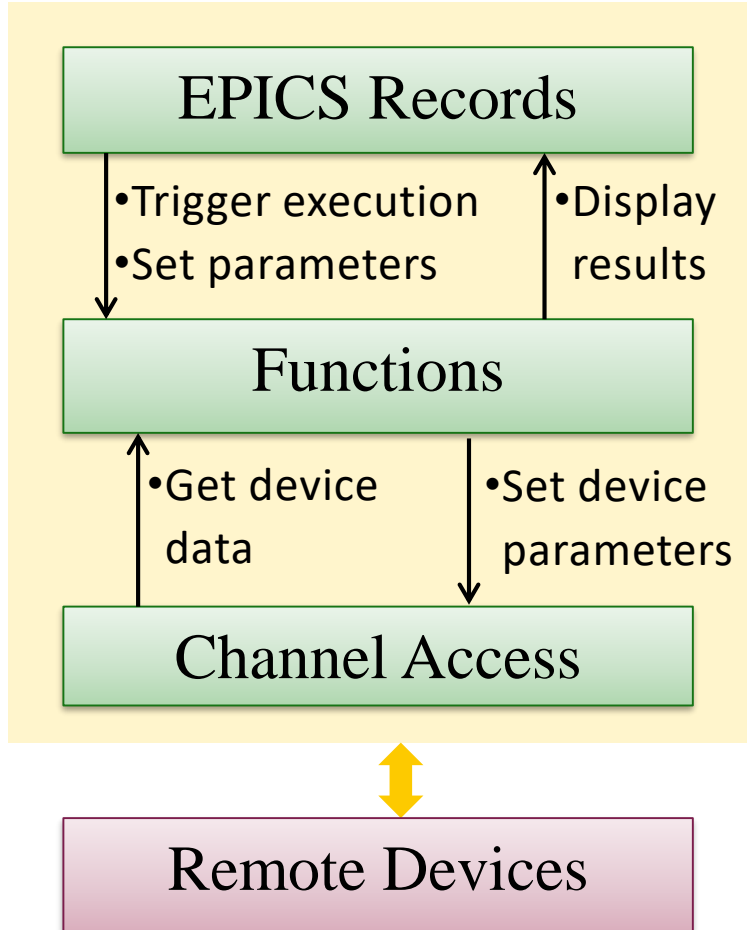 EPICS Records
•Trigger execution
•Set parameters
•Display
results
Functions
•Get device
data
•Set device
parameters
Channel Access
Remote Devices